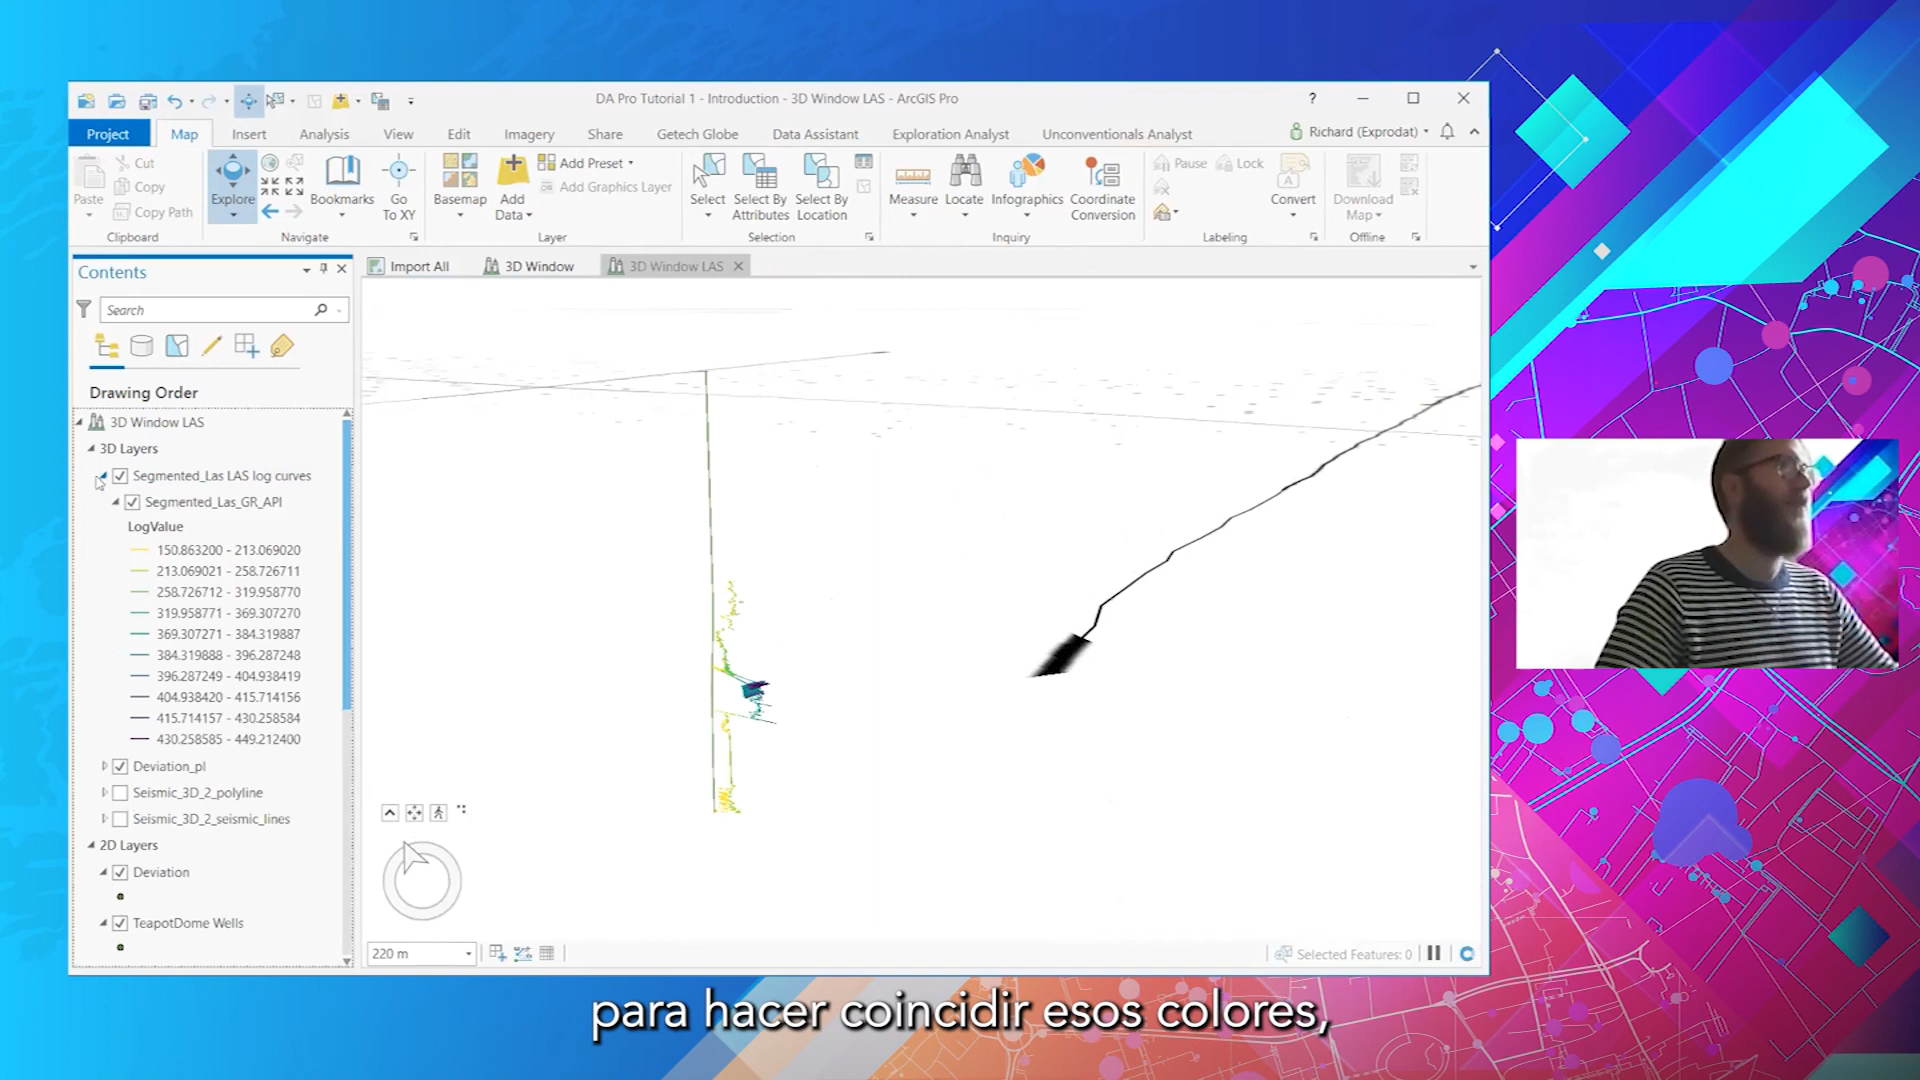 DA Pro Tutorial 1 - Introduction - 3D Window LAS - ArcGIS Pro
?
Project Map Insert Analysis View Edit Imagery Share Getech Globe Data Assistant Exploration Analyst Unconventionals Analyst Richard (Exprodat)
Paste
Cut
Copy
Copy Path
Clipboard
Explore
Bookmarks
Go
To XY
Navigate
Basemap
Add
Data
Add Preset
Add Graphics Layer
Layer
Select
Select By
Attributes
Select By
Location
Selection
Measure
Locate
Infographics
Coordinate
Conversion
Inquiry
Pause
Lock
Convert
Labeling
Download
Map
Offline
Contents
Search
Drawing Order
3D Window LAS
3D Layers
Segmented_Las LAS log curves
Segmented_Las_GR_API
LogValue
150.863200 - 213.069020
213.069021 - 258.726711
258.726712 - 319.958770
319.958771 - 369.307270
369.307271 - 384.319887
384.319888 - 396.287248
396.287249 - 404.938419
404.938420 - 415.714156
415.714157 - 430.258584
430.258585 - 449.212400
Deviation_pl
Seismic_3D_2_polyline
Seismic_3D_2_seismic_lines
2D Layers
Deviation
TeapotDome Wells
Import All
3D Window
3D Window LAS
220 m
Selected Features: 0
para hacer coincidir esos colores,